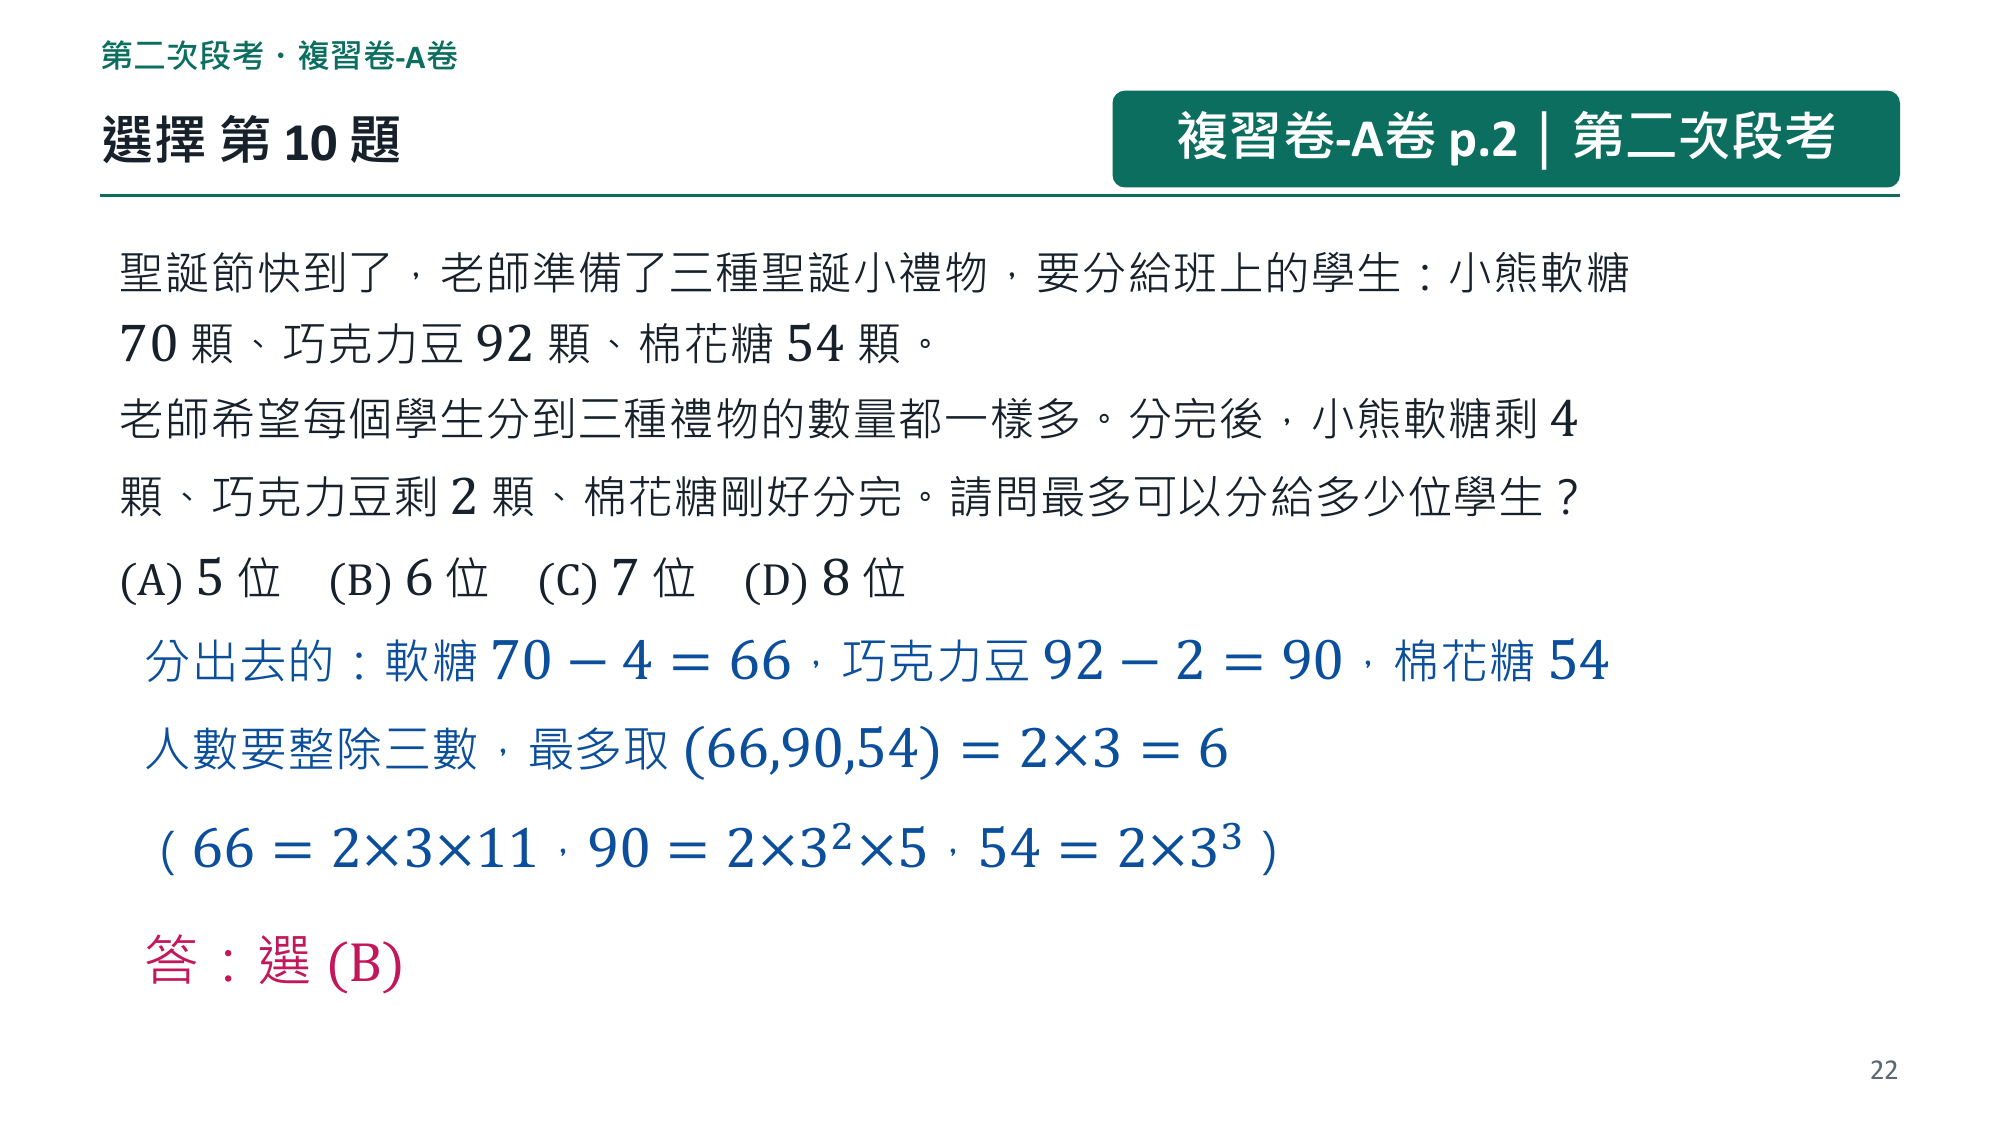 第二次段考・複習卷-A卷
選擇 第 10 題
複習卷-A卷 p.2｜第二次段考
聖誕節快到了，老師準備了三種聖誕小禮物，要分給班上的學生：小熊軟糖
70 顆、巧克力豆 92 顆、棉花糖 54 顆。
老師希望每個學生分到三種禮物的數量都一樣多。分完後，小熊軟糖剩 4
顆、巧克力豆剩 2 顆、棉花糖剛好分完。請問最多可以分給多少位學生？
(A) 5 位　(B) 6 位　(C) 7 位　(D) 8 位
分出去的：軟糖 70 − 4 = 66，巧克力豆 92 − 2 = 90，棉花糖 54
人數要整除三數，最多取 (66,90,54) = 2×3 = 6
（66 = 2×3×11，90 = 2×3²×5，54 = 2×3³）
答：選 (B)
22